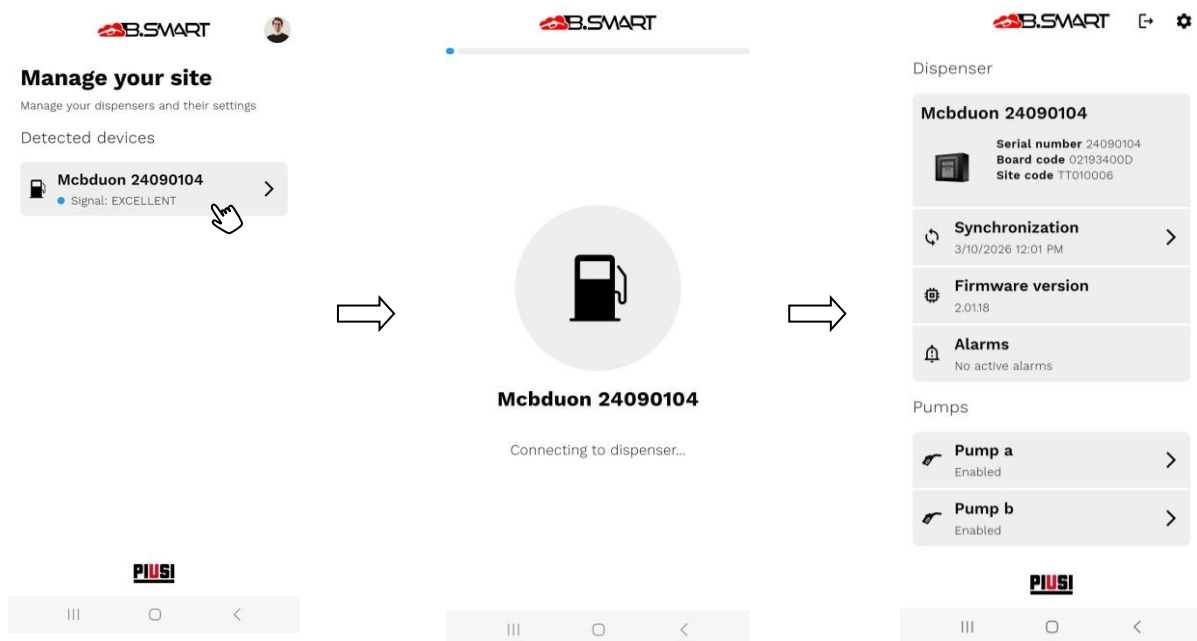 B.SMART
Manage your site
Manage your dispensers and their settings
Detected devices
Mcbduon 24090104
Signal: EXCELLENT
PIUSI
B.SMART
Mcbduon 24090104
Connecting to dispenser...
B.SMART
Dispenser
Mcbduon 24090104
Serial number 24090104
Board code 02193400D
Site code TT010006
Synchronization
3/10/2026 12:01 PM
Firmware version
2.01.18
Alarms
No active alarms
Pumps
Pump a
Enabled
Pump b
Enabled
PIUSI